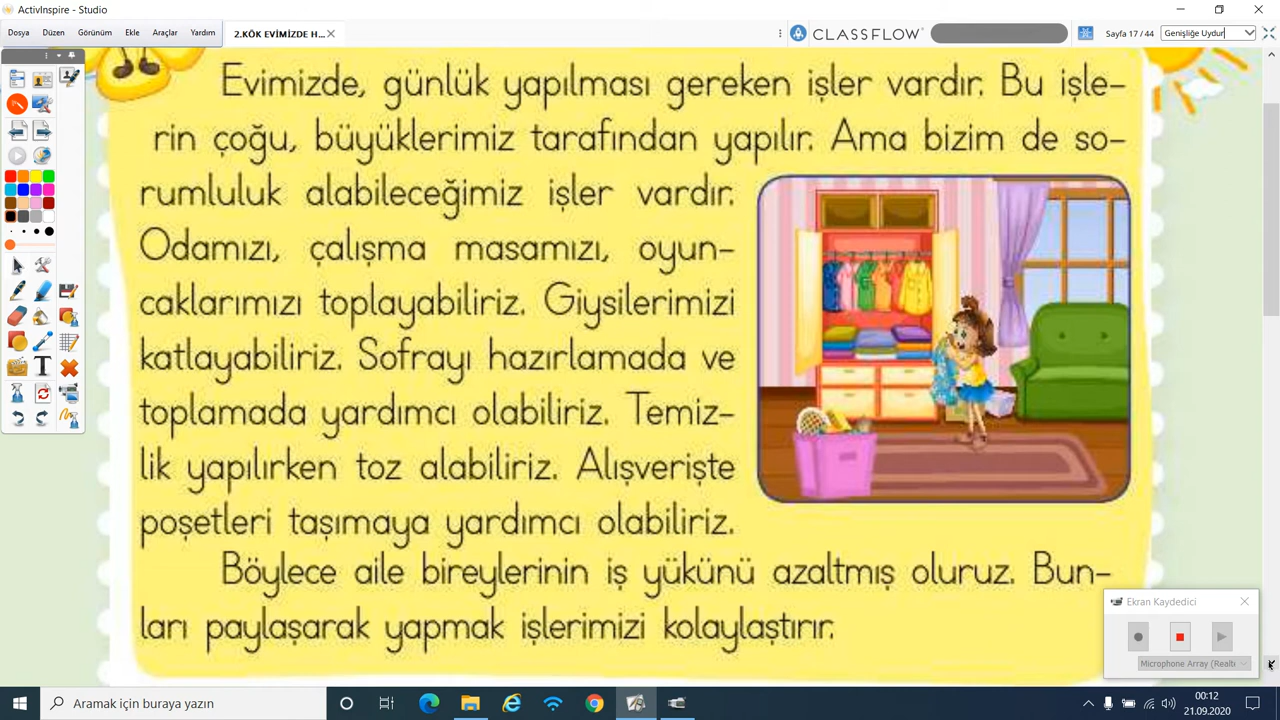 ActivInspire - Studio
Dosya Düzen Görünüm Ekle Araçlar Yardım
2.KÖK EVİMİZDE H...
CLASSFLOW
Sayfa 17 / 44
Genişliğe Uydur
Evimizde, günlük yapılması gereken işler vardır. Bu işle-
rin çoğu, büyüklerimiz tarafından yapılır. Ama bizim de so-
rumluluk alabileceğimiz işler vardır.
Odamızı, çalışma masamızı, oyun-
caklarımızı toplayabiliriz. Giysilerimizi
katlayabiliriz. Sofrayı hazırlamada ve
toplamada yardımcı olabiliriz. Temiz-
lik yapılırken toz alabiliriz. Alışverişte
poşetleri taşımaya yardımcı olabiliriz.
Böylece aile bireylerinin iş yükünü azaltmış oluruz. Bun-
ları paylaşarak yapmak işlerimizi kolaylaştırır.
Ekran Kaydedici
Microphone Array (Realt
Aramak için buraya yazın
00:12
21.09.2020